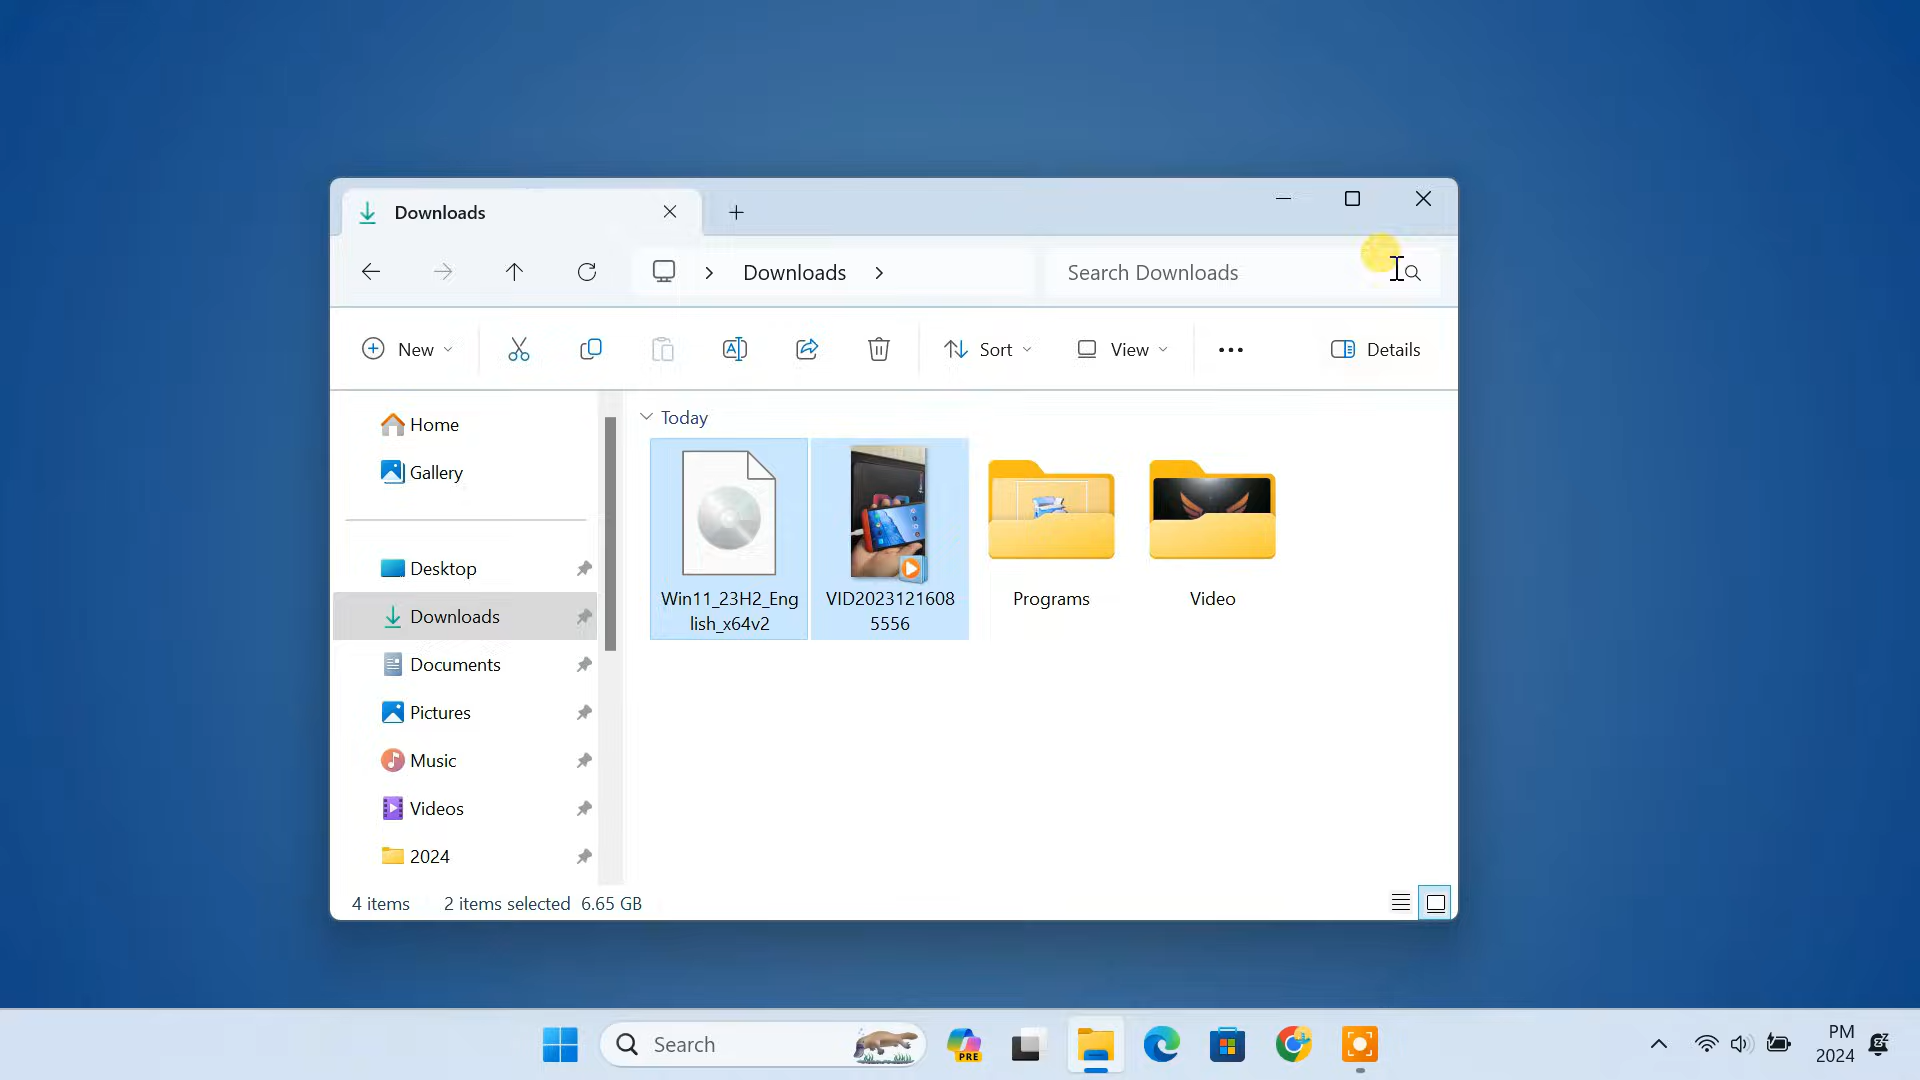 Downloads
Downloads
Search Downloads
New
Sort
View
Details
Home
Gallery
Desktop
Downloads
Documents
Pictures
Music
Videos
2024
Today
Win11_23H2_Eng
lish_x64v2
VID2023121608
5556
Programs
Video
4 items
2 items selected 6.65 GB
Search
PRE
PM
2024